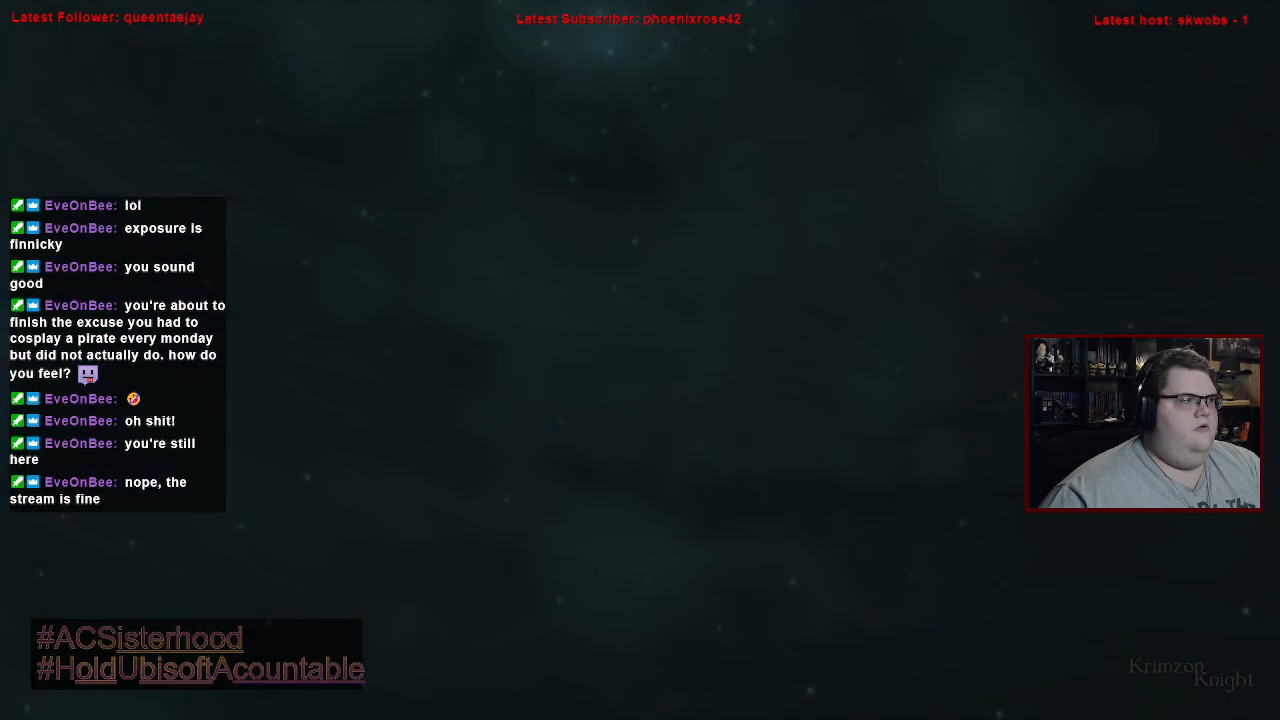 Latest Follower: queentaejay
Latest Subscriber: phoenixrose42
Latest host: skwobs - 1
EveOnBee: lol
EveOnBee: exposure is
finnicky
EveOnBee: you sound
good
EveOnBee: you're about to
finish the excuse you had to
cosplay a pirate every monday
but did not actually do. how do
you feel?
EveOnBee: 🤣
EveOnBee: oh shit!
EveOnBee: you're still
here
EveOnBee: nope, the
stream is fine
#ACSisterhood
#HoldUbisoftAcountable
Krimzon
Knight